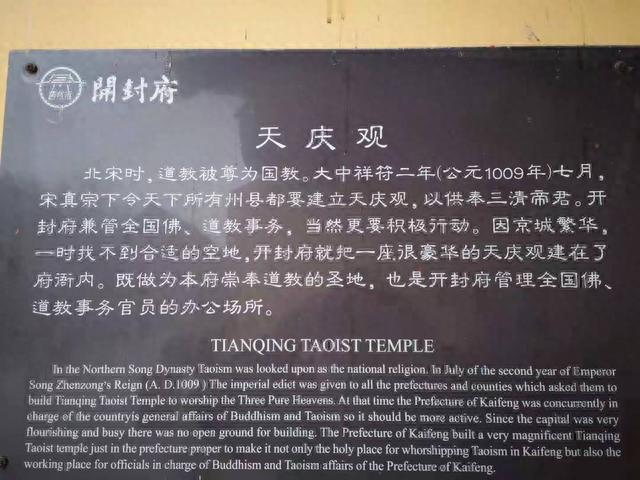 開封府
天庆观
北宋时，道教被尊为国教。大中祥符二年(公元1009年)七月，
宋真宗下令天下所有州县都要建立天庆观，以供奉三清帝君。开
封府兼管全国佛、道教事务，当然更要积极行动。因京城繁华，
一时找不到合适的空地，开封府就把一座很豪华的天庆观建在了
府衙内。既做为本府崇奉道教的圣地，也是开封府管理全国佛、
道教事务官员的办公场所。
TIANQING TAOIST TEMPLE
In the Northern Song Dynasty Taoism was looked upon as the national religion. In July of the second year of Emperor
Song Zhenzong's Reign (A. D.1009 ) The imperial edict was given to all the prefectures and counties which asked them to
build Tianqing Taoist Temple to worship the Three Pure Heavens. At that time the Prefecture of Kaifeng was concurrently in
charge of the countryis general affairs of Buddhism and Taoism so it should be more active. Since the capital was very
flourishing and busy there was no open ground for building. The Prefecture of Kaifeng built a very magnificent Tianqing
Taoist temple just in the prefecture proper to make it not only the holy place for whorshipping Taoism in Kaifeng but also the
working place for officials in charge of Buddhism and Taoism affairs of the Prefecture of Kaifeng.